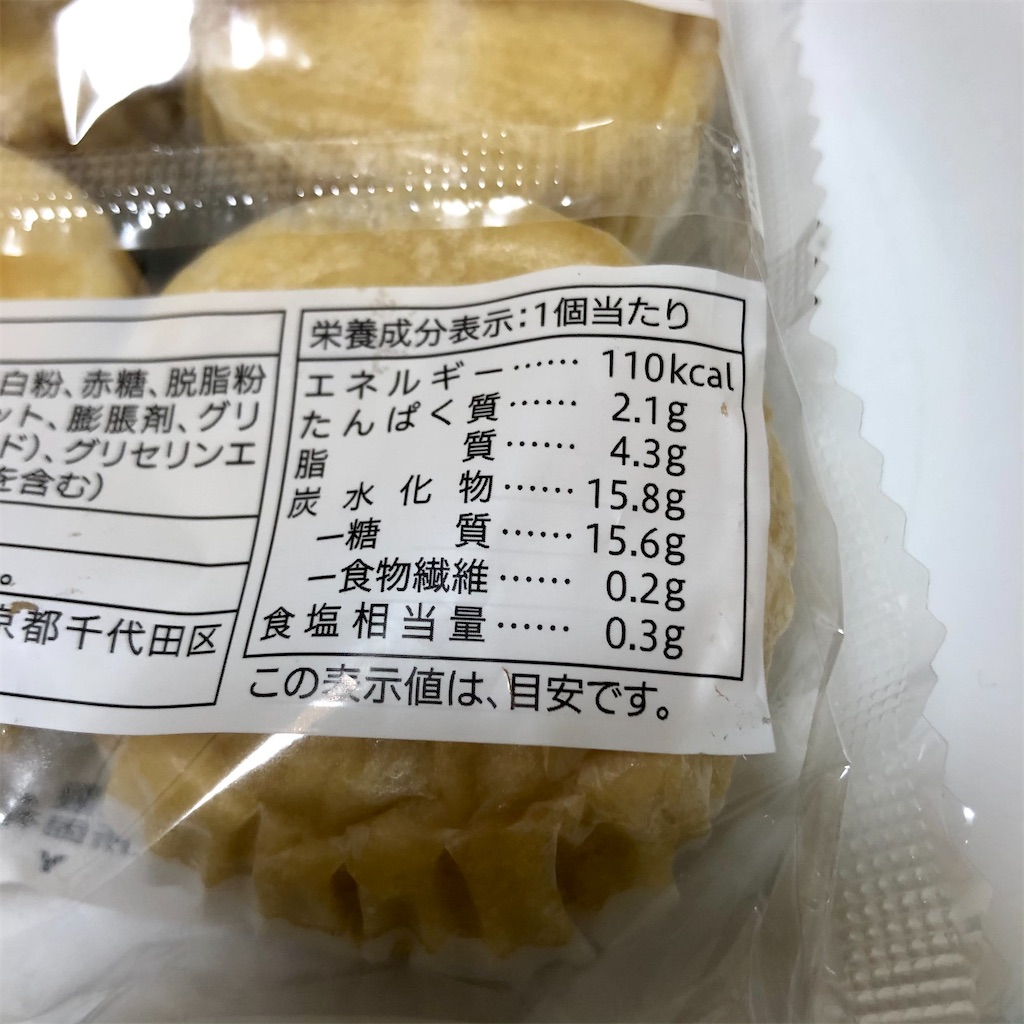 白粉、赤糖、脱脂粉
ット、膨脹剤、グリ
ド)、グリセリンエ
を含む)
。
京都千代田区
栄養成分表示:1個当たり
エネルギー…… 110kcal
たんぱく質…… 2.1g
脂質…… 4.3g
炭水化物…… 15.8g
ー糖質…… 15.6g
ー食物繊維…… 0.2g
食塩相当量…… 0.3g
この表示値は、目安です。